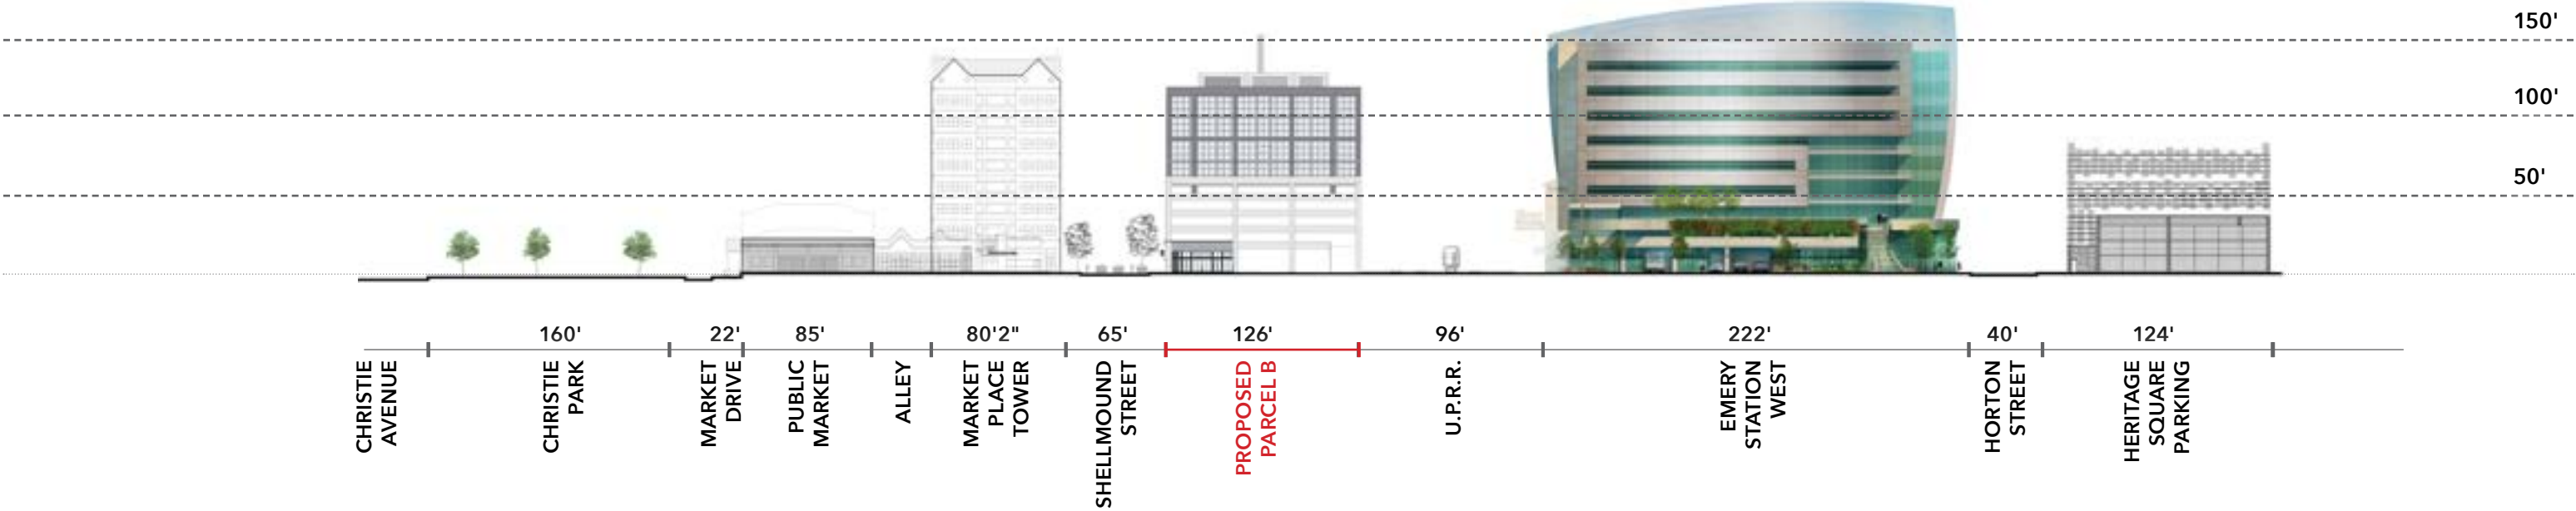 150'
100'
50'
160'
22'
85'
80'2"
65'
126'
96'
222'
40'
124'
CHRISTIE
AVENUE
CHRISTIE
PARK
MARKET
DRIVE
PUBLIC
MARKET
ALLEY
MARKET
PLACE
TOWER
SHELLMOUND
STREET
PROPOSED
PARCEL B
U.P.R.R.
EMERY
STATION
WEST
HORTON
STREET
HERITAGE
SQUARE
PARKING